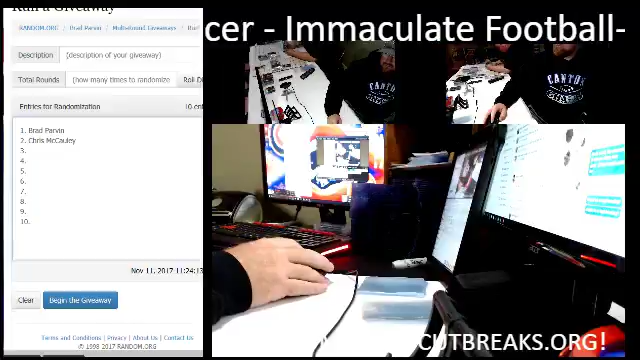 Run a Giveaway
cer - Immaculate Football-
RANDOM.ORG / Brad Parvin / Multi-Round Giveaways /
Description (description of your giveaway)
Total Rounds (how many times to randomize
Entries for Randomization
1. Brad Parvin
2. Chris McCauley
3.
4.
5.
6.
7.
8.
9.
10.
Nov 11, 2017 11:24:13
Clear Begin the Giveaway
CUTBREAKS.ORG!
Terms and Conditions | Privacy | About Us | Contact Us
© 1998 2017 RANDOM.ORG